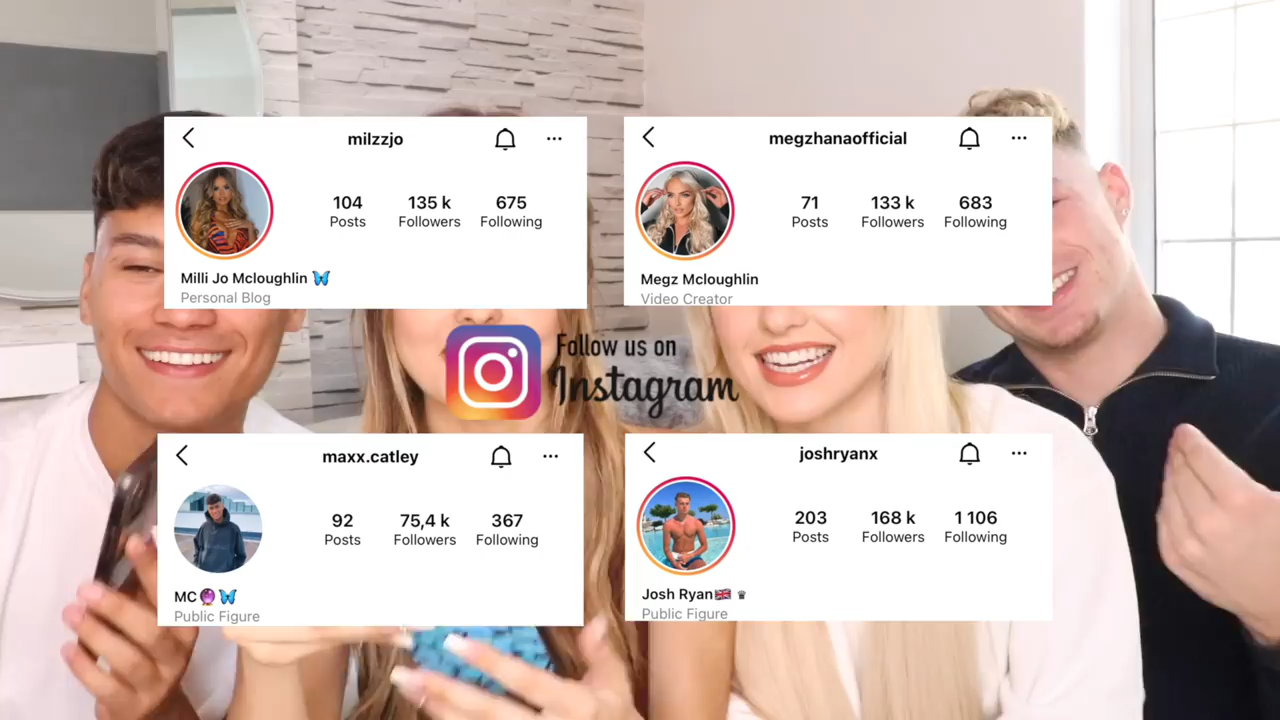 milzzjo
104 135 k 675
Posts Followers Following
Milli Jo Mcloughlin 🦋
Personal Blog
megzhanaofficial
71 133 k 683
Posts Followers Following
Megz Mcloughlin
Video Creator
Follow us on
Instagram
maxx.catley
92 75,4 k 367
Posts Followers Following
MC🔮🦋
Public Figure
joshryanx
203 168 k 1 106
Posts Followers Following
Josh Ryan🇬🇧 ♛
Public Figure